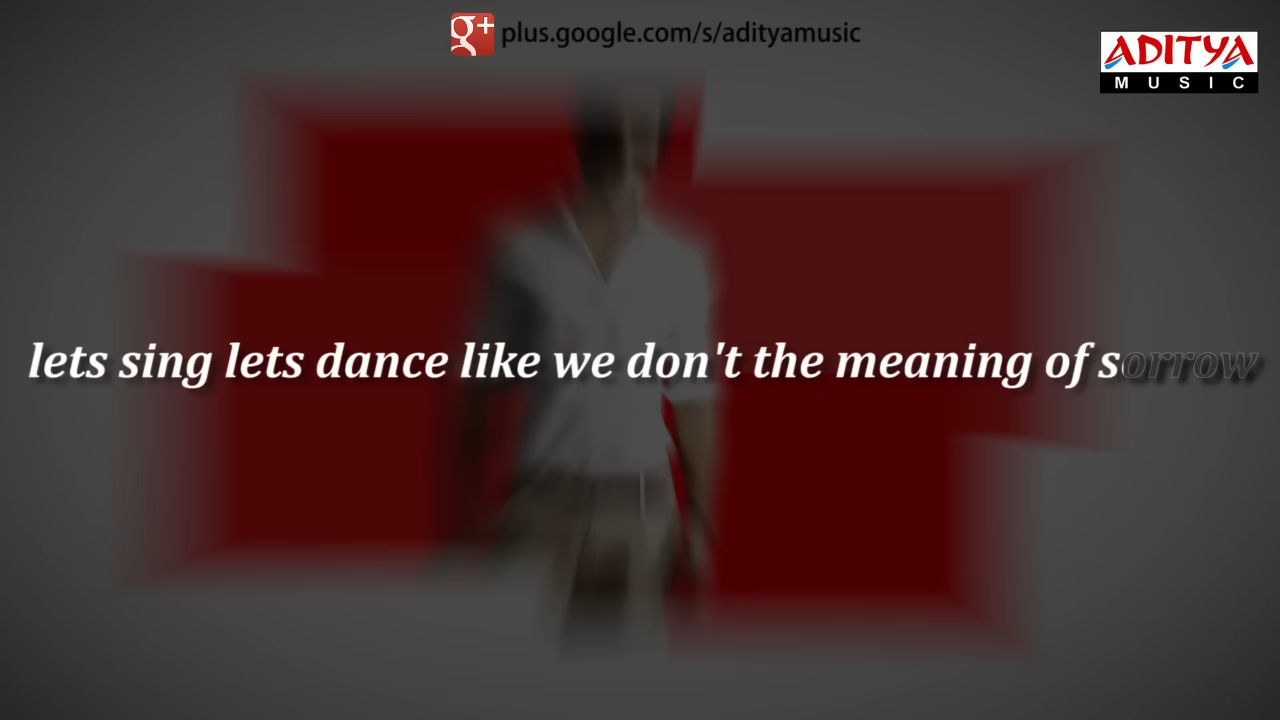 g+ plus.google.com/s/adityamusic
ADITYA
MUSIC
lets sing lets dance like we don't the meaning of sorrow